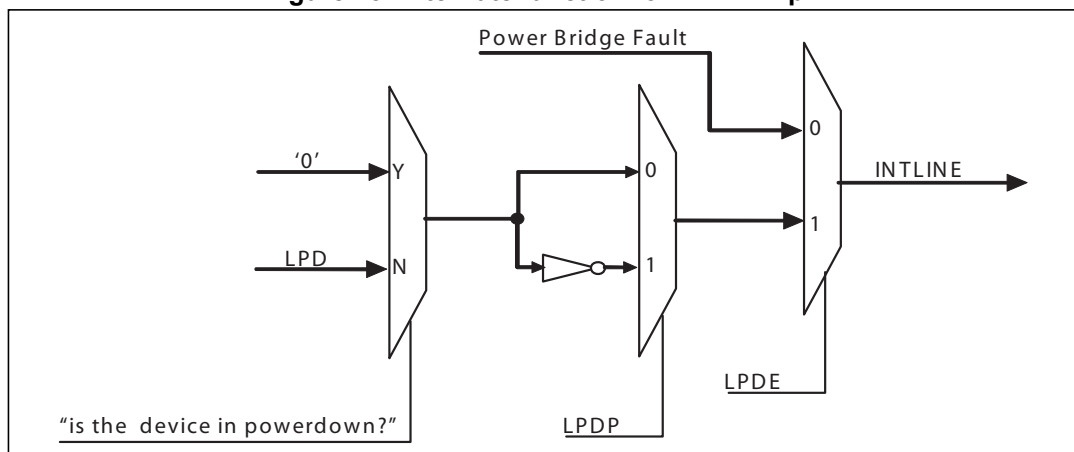 Power Bridge Fault
0
'0'
Y
0
INTLINE
1
LPD
N
1
LPDE
"is the device in powerdown?"
LPDP